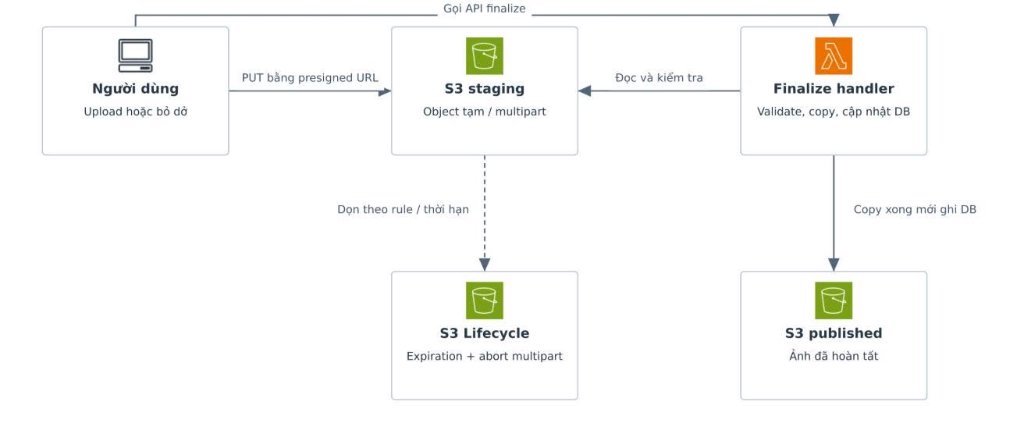 Gọi API finalize
Người dùng
Upload hoặc bỏ dở
PUT bằng presigned URL
S3 staging
Object tạm / multipart
Đọc và kiểm tra
Finalize handler
Validate, copy, cập nhật DB
Dọn theo rule / thời hạn
Copy xong mới ghi DB
S3 Lifecycle
Expiration + abort multipart
S3 published
Ảnh đã hoàn tất